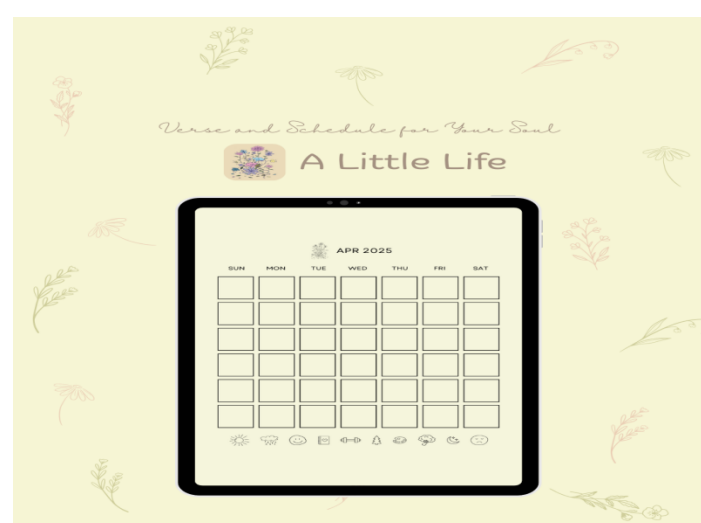 Verse and Schedule for Your Soul
A Little Life
APR 2025
SUN MON TUE WED THU FRI SAT